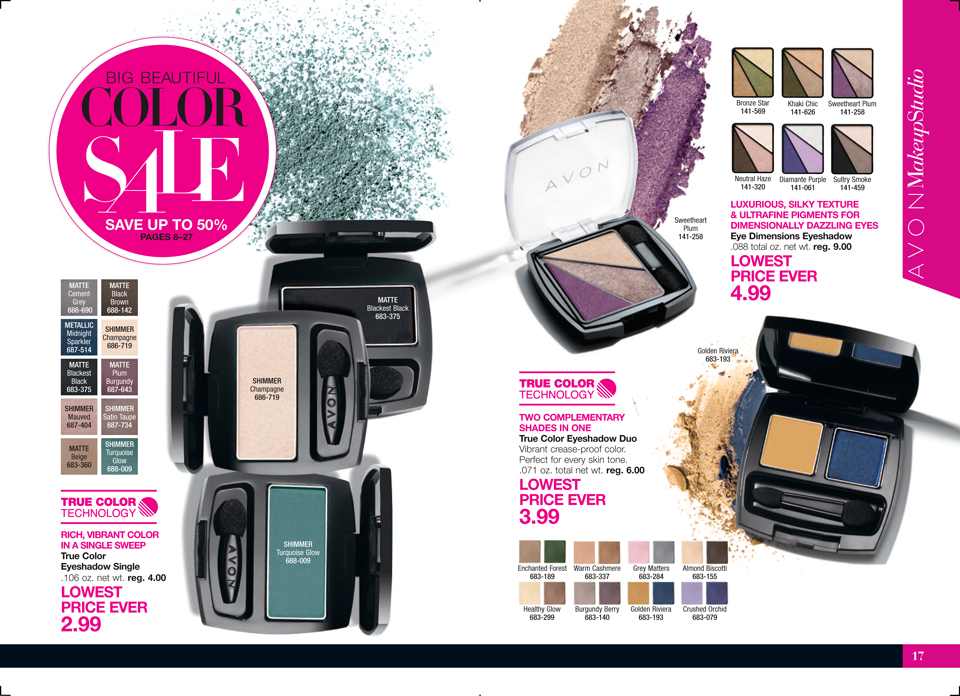 BIG BEAUTIFUL
COLOR
SALE
SAVE UP TO 50%
PAGES 8–27
MATTE
Cement
Grey
686-690
MATTE
Black
Brown
688-142
METALLIC
Midnight
Sparkler
687-514
SHIMMER
Champagne
686-719
MATTE
Blackest
Black
683-375
MATTE
Plum
Burgundy
687-643
SHIMMER
Mauved
687-404
SHIMMER
Satin Taupe
687-734
MATTE
Beige
683-360
SHIMMER
Turquoise
Glow
688-009
TRUE COLOR
TECHNOLOGY
RICH, VIBRANT COLOR
IN A SINGLE SWEEP
True Color
Eyeshadow Single
.106 oz. net wt. reg. 4.00
LOWEST
PRICE EVER
2.99
MATTE
Blackest Black
683-375
SHIMMER
Champagne
686-719
AVON
SHIMMER
Turquoise Glow
688-009
AVON
AVON
Sweetheart
Plum
141-258
Bronze Star
141-569
Khaki Chic
141-626
Sweetheart Plum
141-258
Neutral Haze
141-320
Diamante Purple
141-061
Sultry Smoke
141-459
LUXURIOUS, SILKY TEXTURE
& ULTRAFINE PIGMENTS FOR
DIMENSIONALLY DAZZLING EYES
Eye Dimensions Eyeshadow
.088 total oz. net wt. reg. 9.00
LOWEST
PRICE EVER
4.99
AVON MakeupStudio
Golden Riviera
683-193
TRUE COLOR
TECHNOLOGY
TWO COMPLEMENTARY
SHADES IN ONE
True Color Eyeshadow Duo
Vibrant crease-proof color.
Perfect for every skin tone.
.071 oz. total net wt. reg. 6.00
LOWEST
PRICE EVER
3.99
Enchanted Forest
683-189
Warm Cashmere
683-337
Grey Matters
683-284
Almond Biscotti
683-155
Healthy Glow
683-299
Burgundy Berry
683-140
Golden Riviera
683-193
Crushed Orchid
683-079
17